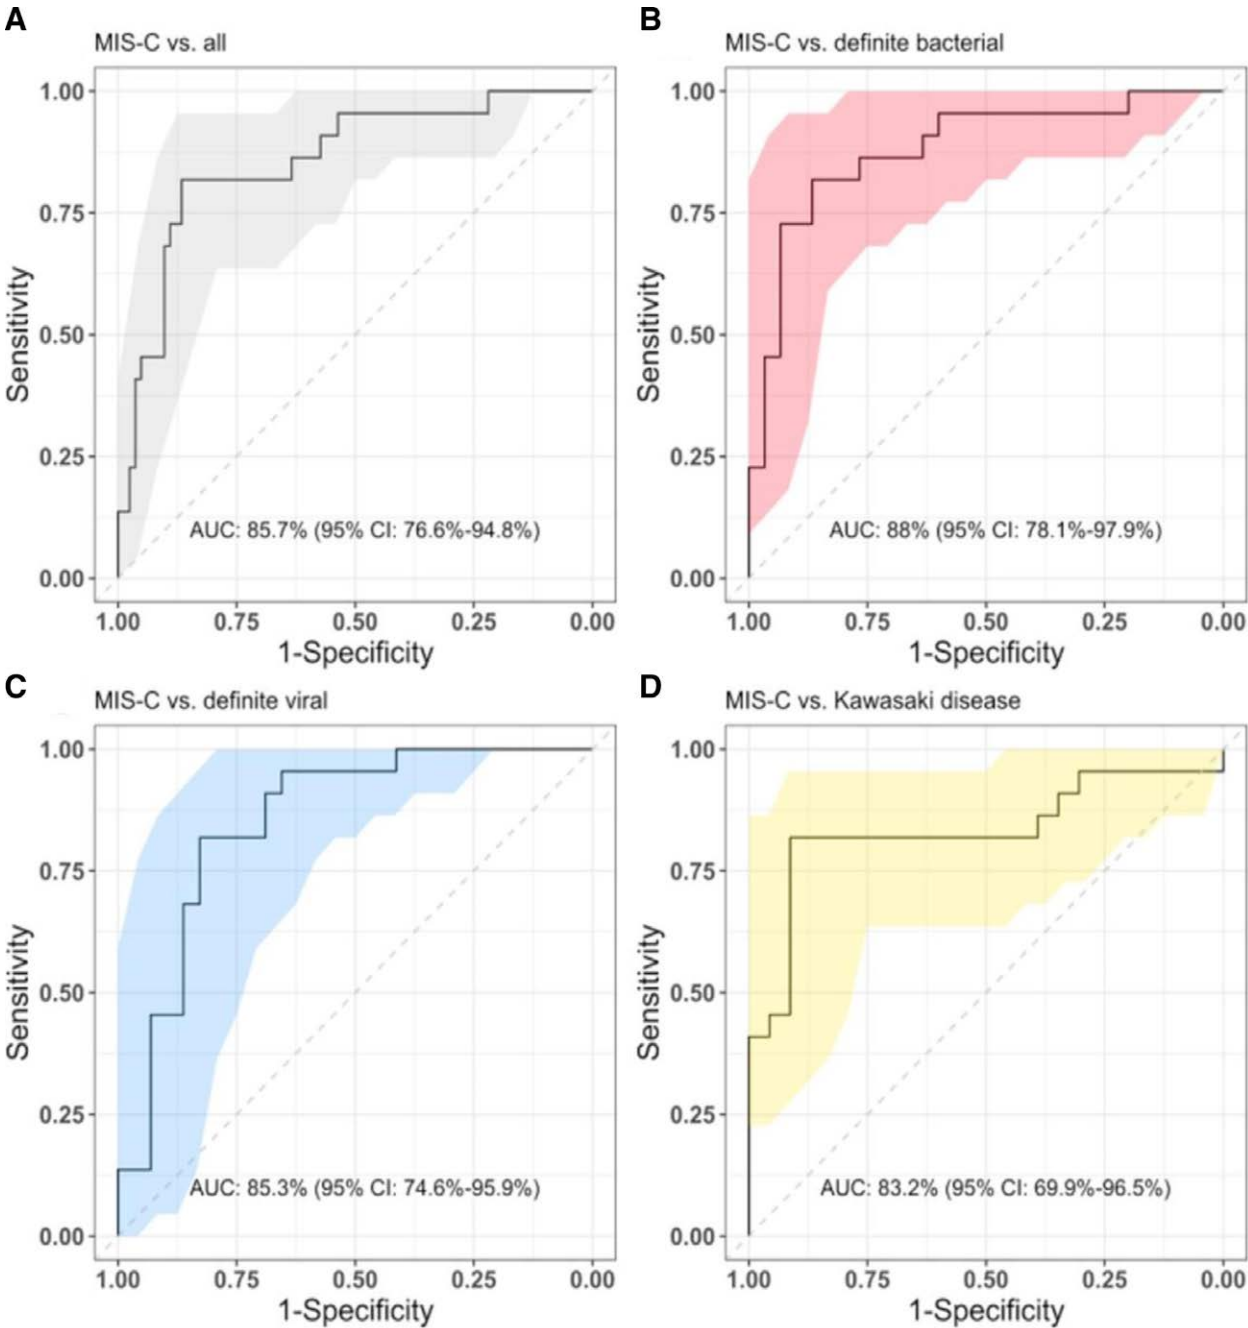 A
MIS-C vs. all
1.00
0.75
0.50
0.25
0.00
Sensitivity
AUC: 85.7% (95% CI: 76.6%-94.8%)
1.00 0.75 0.50 0.25 0.00
1-Specificity
B
MIS-C vs. definite bacterial
1.00
0.75
0.50
0.25
0.00
Sensitivity
AUC: 88% (95% CI: 78.1%-97.9%)
1.00 0.75 0.50 0.25 0.00
1-Specificity
C
MIS-C vs. definite viral
1.00
0.75
0.50
0.25
0.00
Sensitivity
AUC: 85.3% (95% CI: 74.6%-95.9%)
1.00 0.75 0.50 0.25 0.00
1-Specificity
D
MIS-C vs. Kawasaki disease
1.00
0.75
0.50
0.25
0.00
Sensitivity
AUC: 83.2% (95% CI: 69.9%-96.5%)
1.00 0.75 0.50 0.25 0.00
1-Specificity